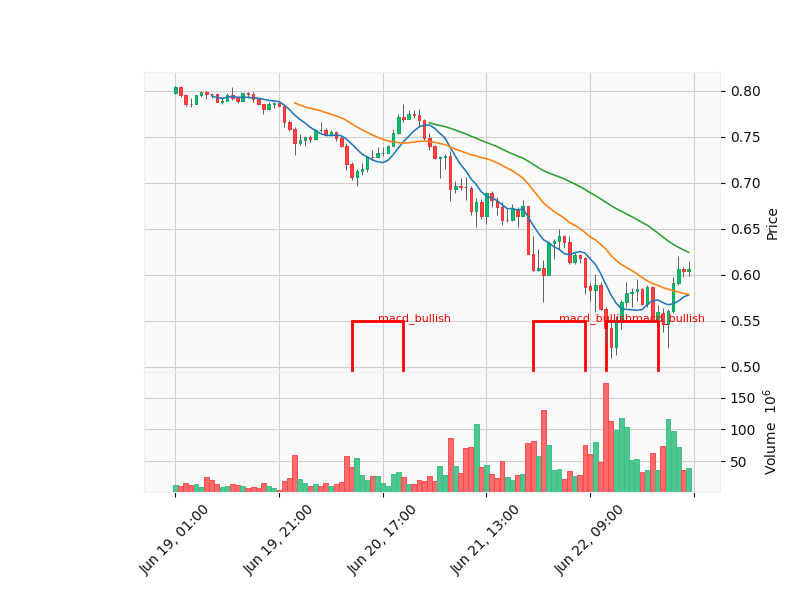 0.80
0.75
0.70
0.65
0.60
0.55
0.50
Price
macd_bullish
macd_bullish
macd_bullish
150
100
50
Volume 10^6
Jun 19, 01:00
Jun 19, 21:00
Jun 20, 17:00
Jun 21, 13:00
Jun 22, 09:00